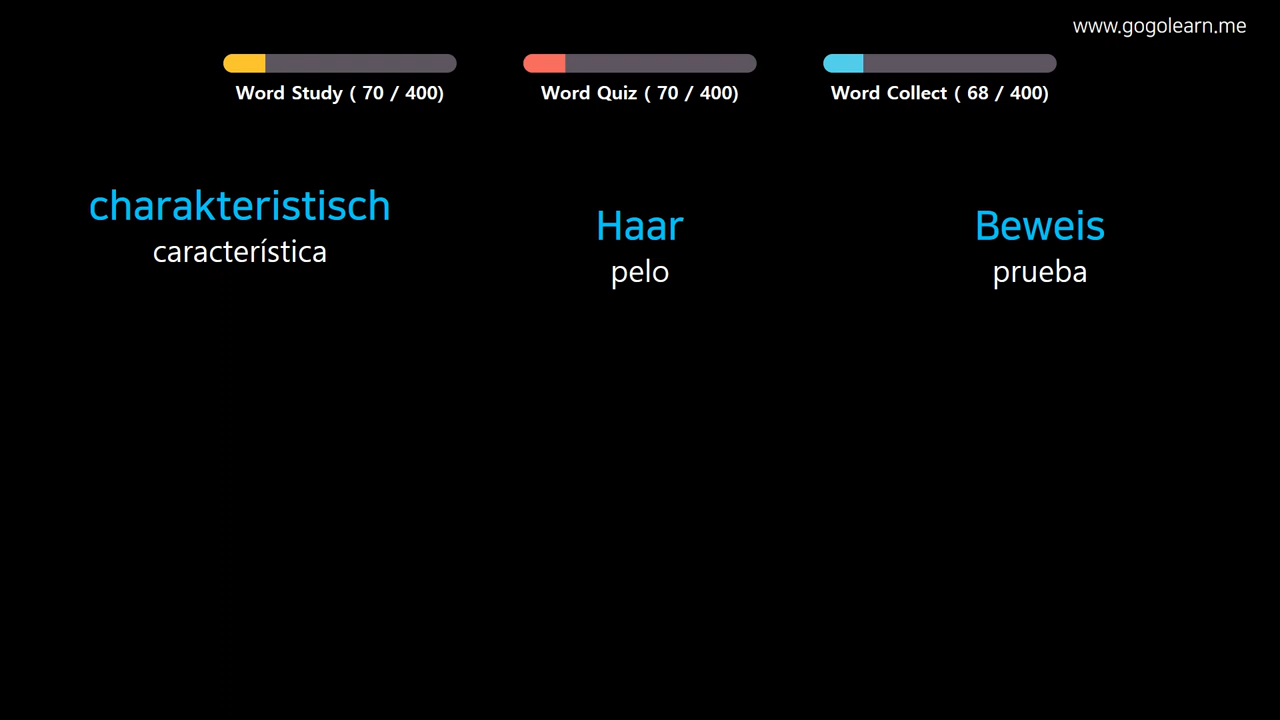 www.gogolearn.me
Word Study ( 70 / 400)
Word Quiz ( 70 / 400)
Word Collect ( 68 / 400)
charakteristisch
característica
Haar
pelo
Beweis
prueba